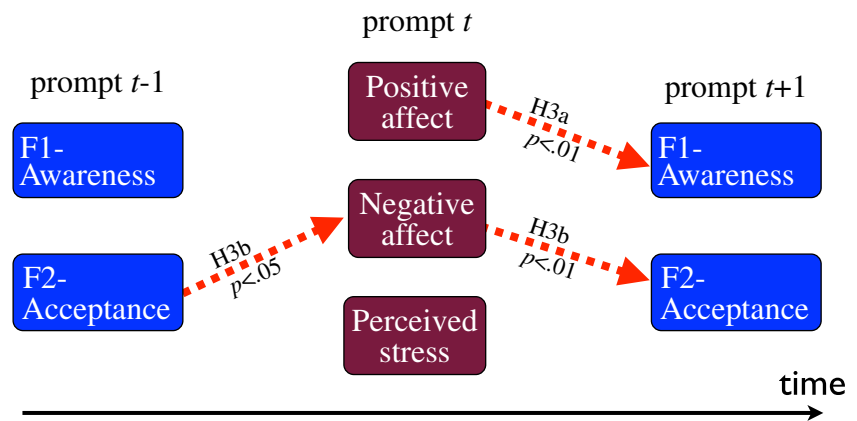 prompt t
prompt t-1
prompt t+1
Positive
affect
H3a
p<.01
F1-
Awareness
F1-
Awareness
Negative
affect
H3b
p<.05
H3b
p<.01
F2-
Acceptance
F2-
Acceptance
Perceived
stress
time